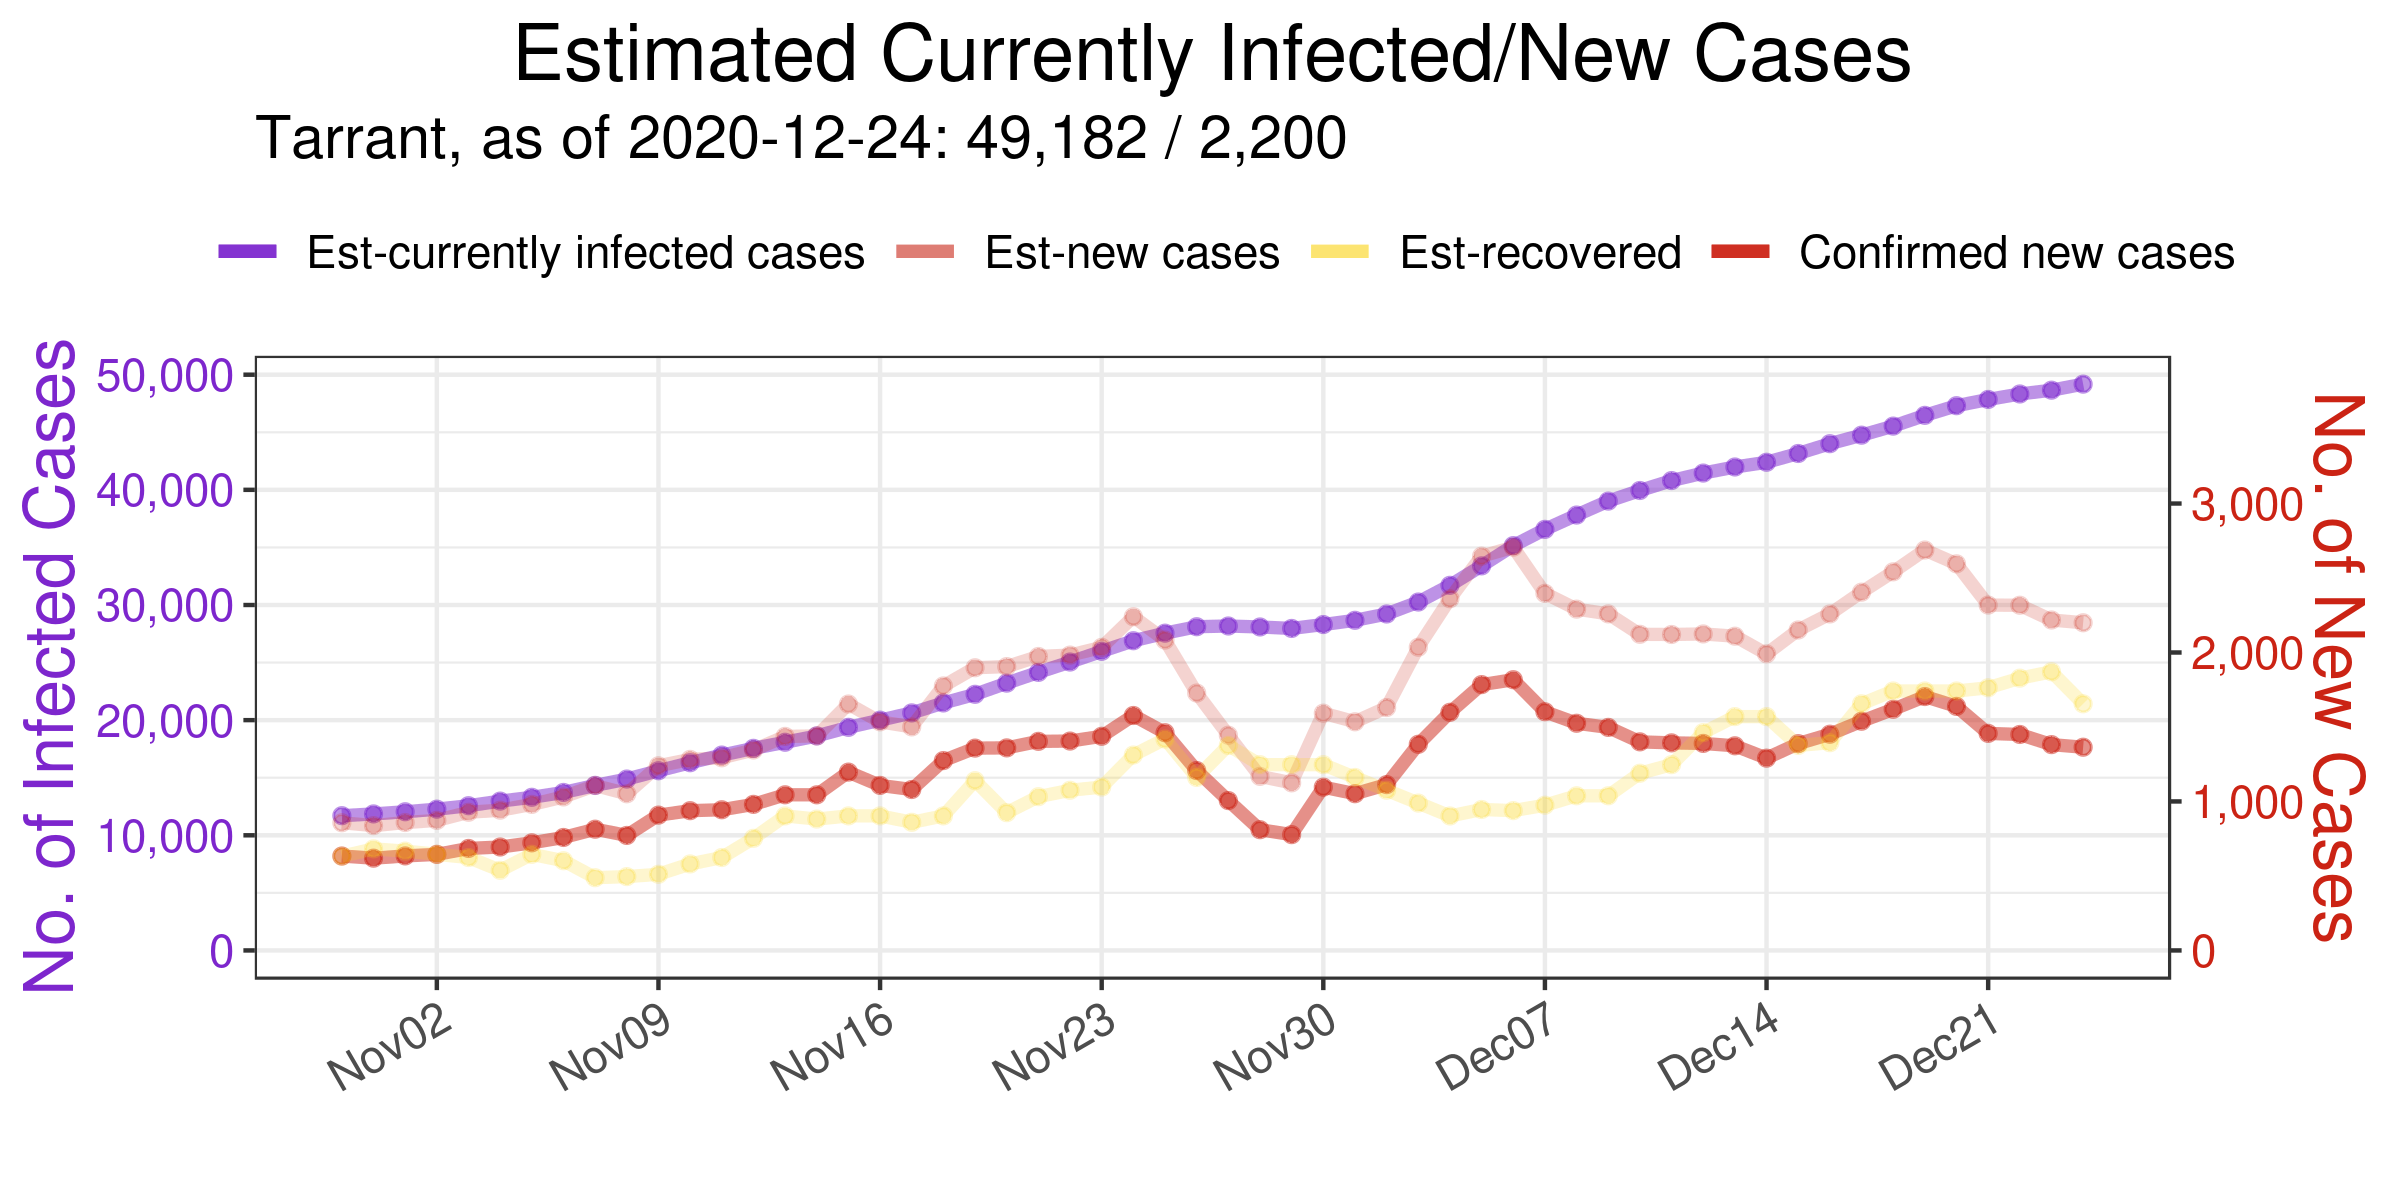 Estimated Currently Infected/New Cases
Tarrant, as of 2020-12-24: 49,182 / 2,200
Est-currently infected cases Est-new cases Est-recovered Confirmed new cases
No. of Infected Cases
50,000
40,000
30,000
20,000
10,000
0
3,000
2,000
1,000
0
No. of New Cases
Nov02 Nov09 Nov16 Nov23 Nov30 Dec07 Dec14 Dec21